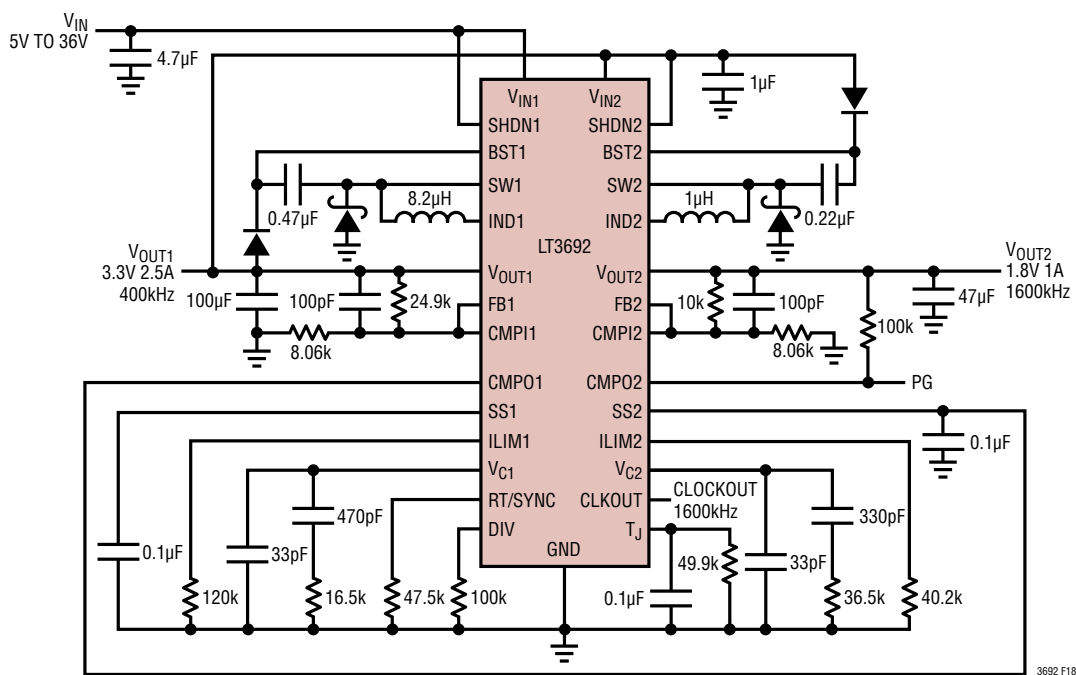 VIN
5V TO 36V
4.7µF
1µF
VIN1
VIN2
SHDN1
SHDN2
BST1
BST2
SW1
SW2
0.47µF
8.2µH
1µH
0.22µF
IND1
IND2
LT3692
VOUT1
3.3V 2.5A
400kHz
VOUT1
VOUT2
VOUT2
1.8V 1A
1600kHz
100µF
100pF
24.9k
FB1
FB2
10k
100pF
47µF
CMPI1
CMPI2
8.06k
8.06k
100k
CMPO1
CMPO2
PG
SS1
SS2
0.1µF
ILIM1
ILIM2
VC1
VC2
RT/SYNC
CLKOUT
CLOCKOUT
1600kHz
470pF
330pF
DIV
TJ
GND
0.1µF
33pF
49.9k
33pF
120k
16.5k
47.5k
100k
0.1µF
36.5k
40.2k
3692 F18